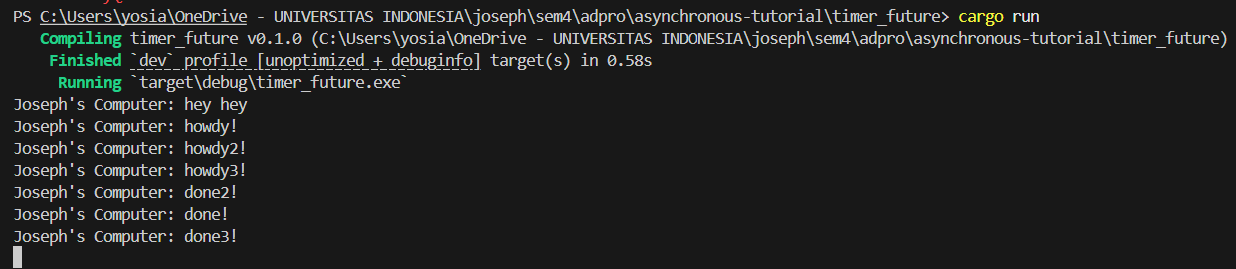 PS C:\Users\yosia\OneDrive - UNIVERSITAS INDONESIA\joseph\sem4\adpro\asynchronous-tutorial\timer_future> cargo run
Compiling timer_future v0.1.0 (C:\Users\yosia\OneDrive - UNIVERSITAS INDONESIA\joseph\sem4\adpro\asynchronous-tutorial\timer_future)
Finished `dev` profile [unoptimized + debuginfo] target(s) in 0.58s
Running `target\debug\timer_future.exe`
Joseph's Computer: hey hey
Joseph's Computer: howdy!
Joseph's Computer: howdy2!
Joseph's Computer: howdy3!
Joseph's Computer: done2!
Joseph's Computer: done!
Joseph's Computer: done3!